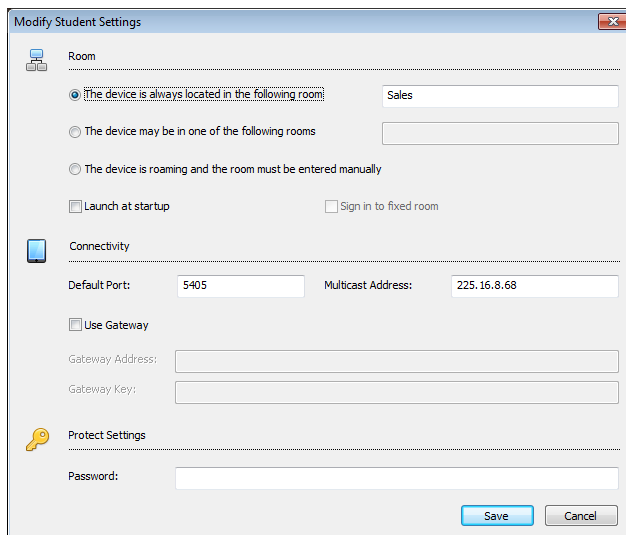 Modify Student Settings
Room
The device is always located in the following room
Sales
The device may be in one of the following rooms
The device is roaming and the room must be entered manually
Launch at startup
Sign in to fixed room
Connectivity
Default Port:
5405
Multicast Address:
225.16.8.68
Use Gateway
Gateway Address:
Gateway Key:
Protect Settings
Password:
Save
Cancel